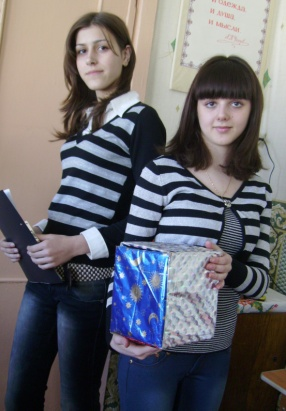 и одежда,
и душа
и мысли